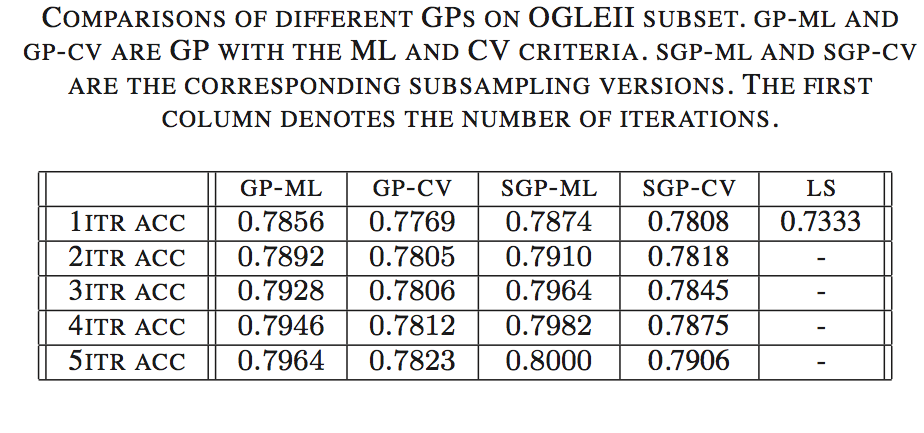 COMPARISONS OF DIFFERENT GPS ON OGLEII SUBSET. GP-ML AND
GP-CV ARE GP WITH THE ML AND CV CRITERIA. SGP-ML AND SGP-CV
ARE THE CORRESPONDING SUBSAMPLING VERSIONS. THE FIRST
COLUMN DENOTES THE NUMBER OF ITERATIONS.
GP-ML GP-CV SGP-ML SGP-CV LS
1ITR ACC 0.7856 0.7769 0.7874 0.7808 0.7333
2ITR ACC 0.7892 0.7805 0.7910 0.7818 -
3ITR ACC 0.7928 0.7806 0.7964 0.7845 -
4ITR ACC 0.7946 0.7812 0.7982 0.7875 -
5ITR ACC 0.7964 0.7823 0.8000 0.7906 -